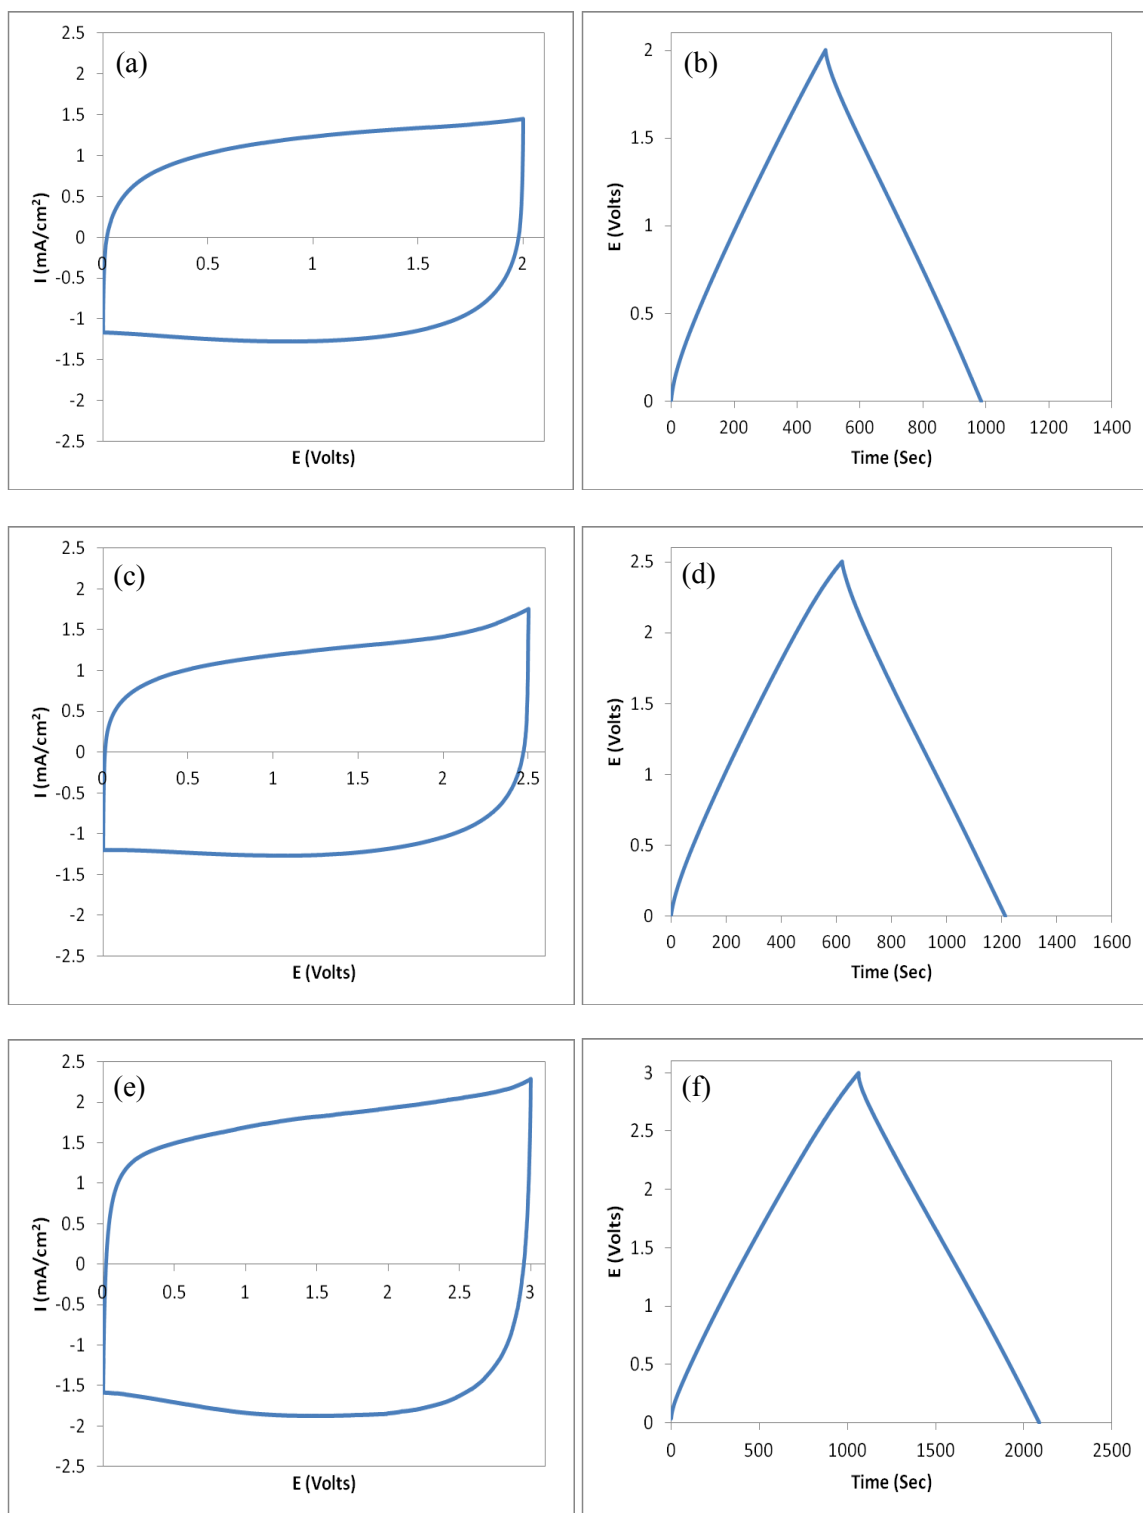 (a)
2.5
2
1.5
1
0.5
0
-0.5
-1
-1.5
-2
-2.5
0 0.5 1 1.5 2
I (mA/cm²)
E (Volts)
(b)
2
1.5
1
0.5
0
0 200 400 600 800 1000 1200 1400
E (Volts)
Time (Sec)
(c)
2.5
2
1.5
1
0.5
0
-0.5
-1
-1.5
-2
-2.5
0 0.5 1 1.5 2 2.5
I (mA/cm²)
E (Volts)
(d)
2.5
2
1.5
1
0.5
0
0 200 400 600 800 1000 1200 1400 1600
E (Volts)
Time (Sec)
(e)
2.5
2
1.5
1
0.5
0
-0.5
-1
-1.5
-2
-2.5
0 0.5 1 1.5 2 2.5 3
I (mA/cm²)
E (Volts)
(f)
3
2.5
2
1.5
1
0.5
0
0 500 1000 1500 2000 2500
E (Volts)
Time (Sec)